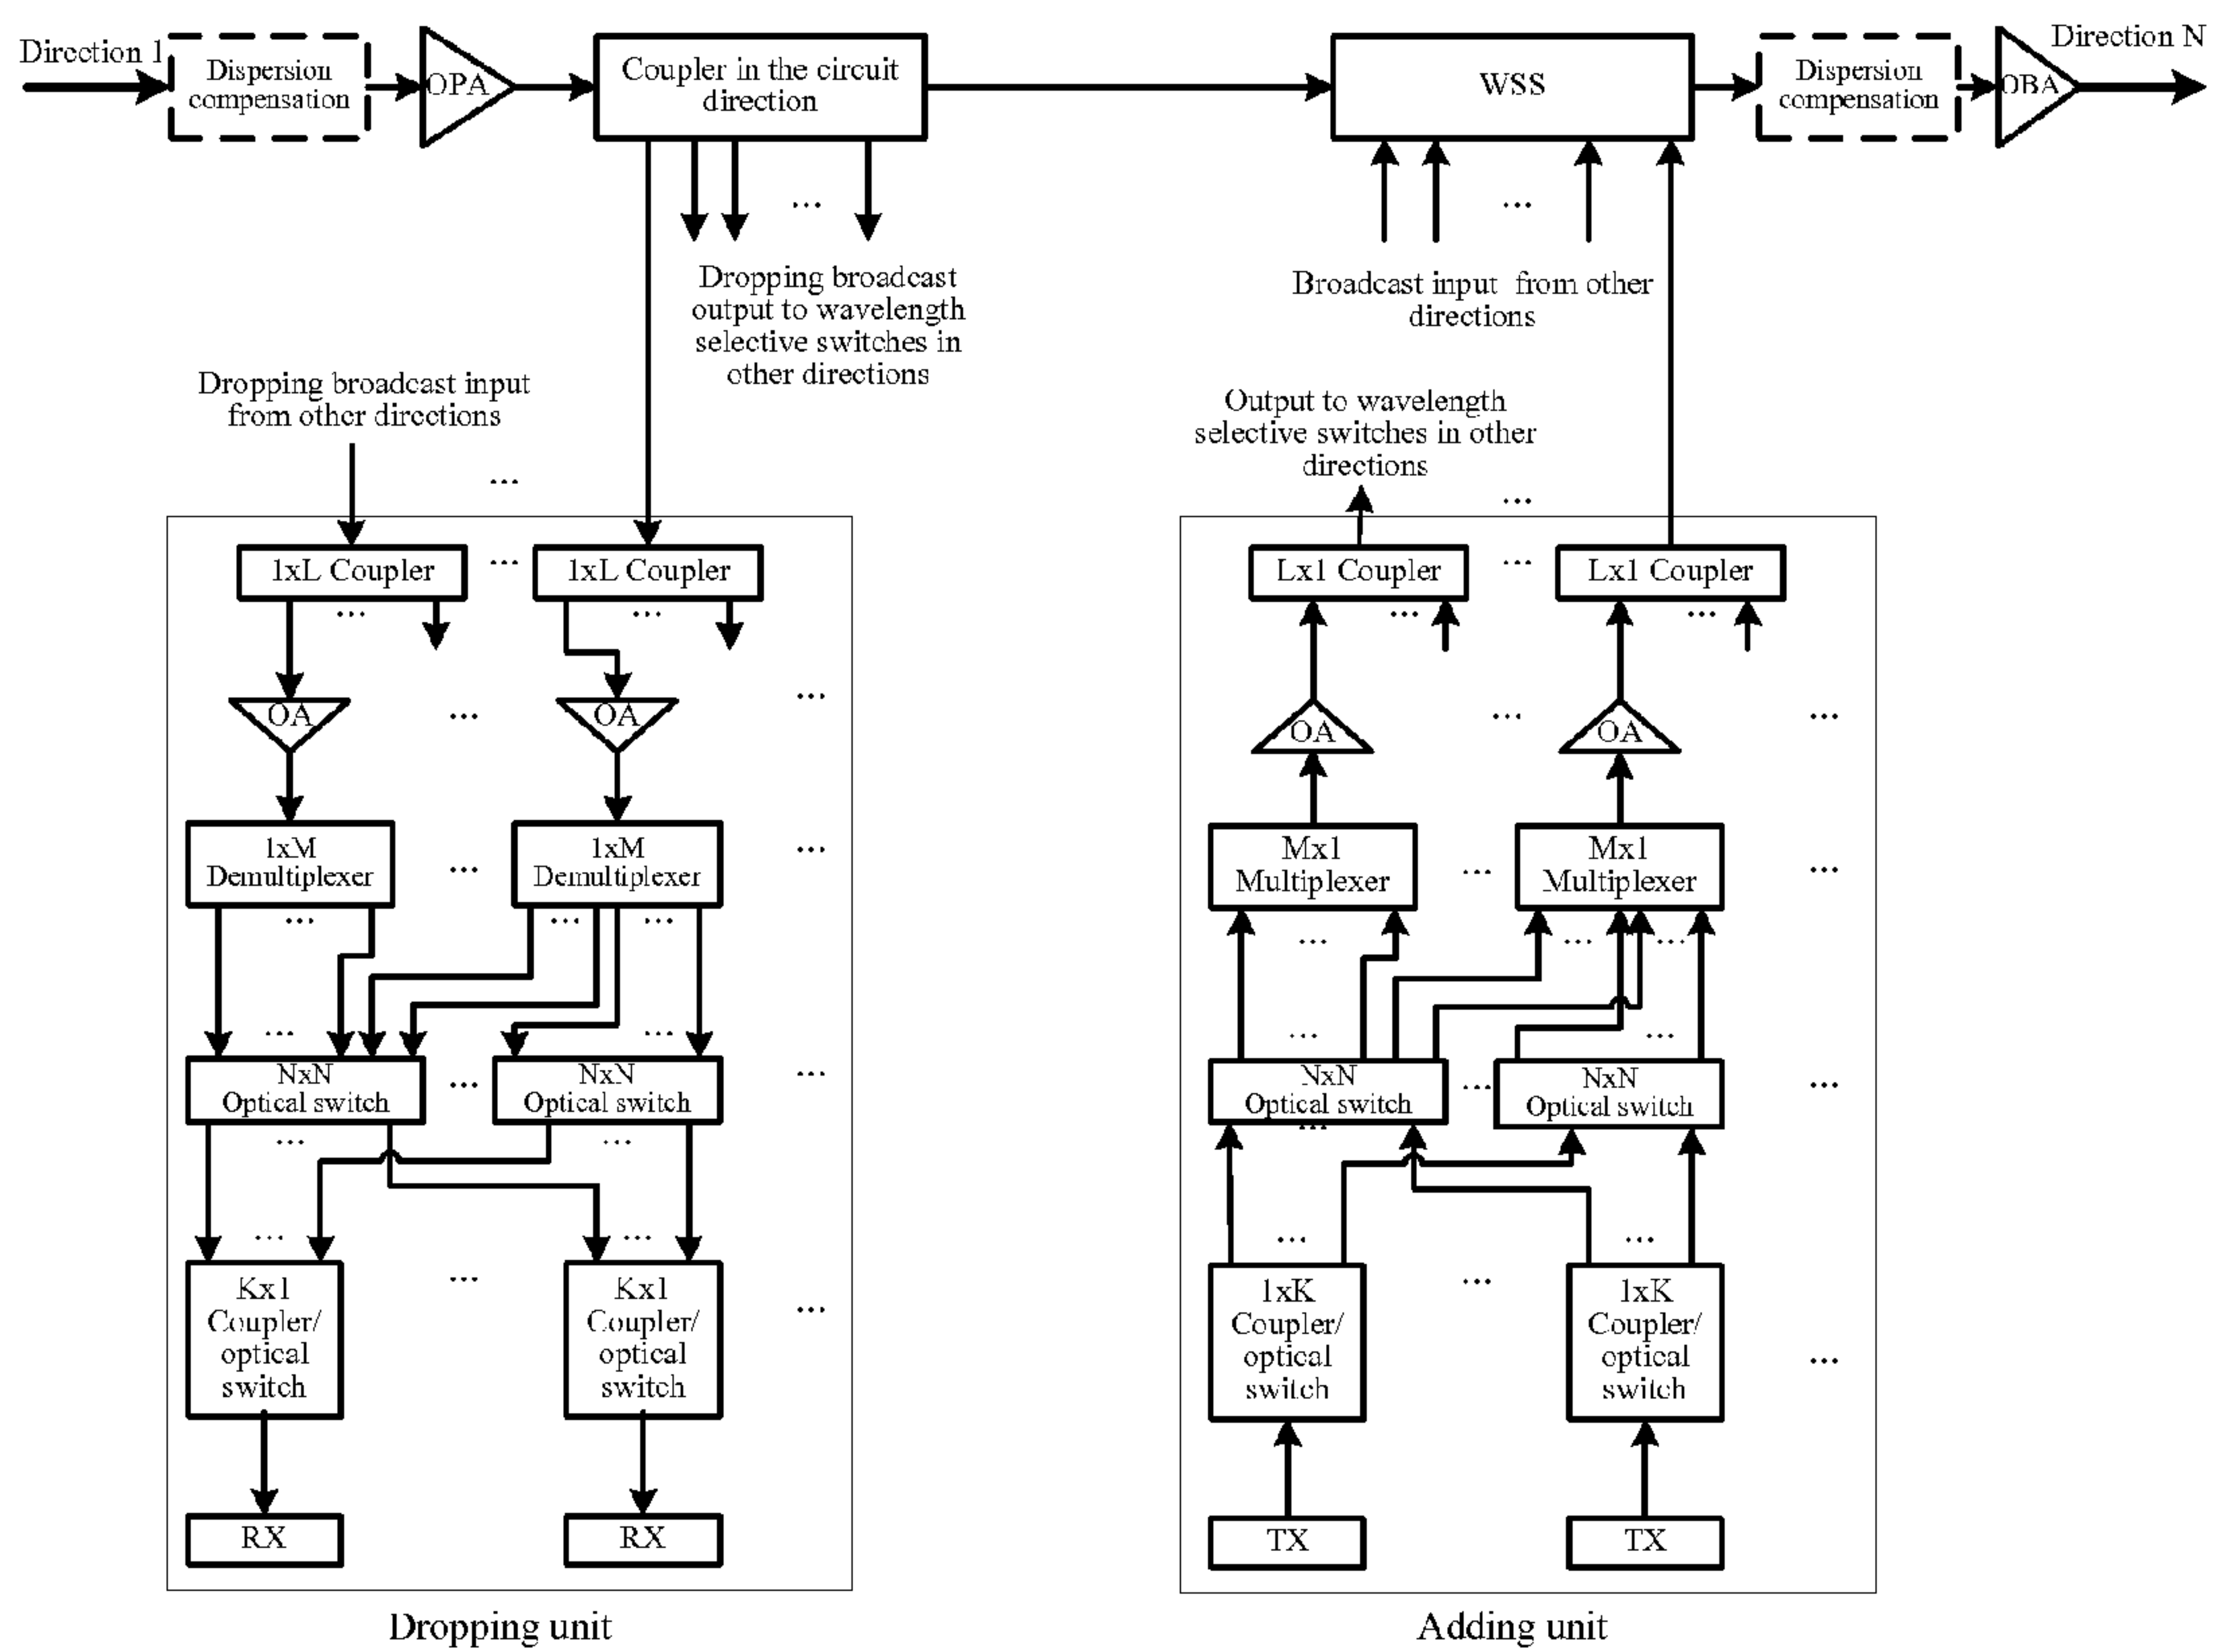 Direction 1
Dispersion
compensation
OPA
Coupler in the circuit
direction
WSS
Dispersion
compensation
OBA
Direction N
...
...
Dropping broadcast
output to wavelength
selective switches in
other directions
Broadcast input from other
directions
Dropping broadcast input
from other directions
...
Output to wavelength
selective switches in other
directions
...
1xL Coupler
...
1xL Coupler
...
...
OA
...
OA
...
1xM
Demultiplexer
...
1xM
Demultiplexer
...
...
...
...
...
...
NxN
Optical switch
...
NxN
Optical switch
...
...
...
...
...
Kx1
Coupler/
optical
switch
...
Kx1
Coupler/
optical
switch
...
RX
RX
Dropping unit
Lx1 Coupler
...
Lx1 Coupler
...
...
OA
...
OA
...
Mx1
Multiplexer
...
Mx1
Multiplexer
...
...
...
...
...
...
NxN
Optical switch
...
...
NxN
Optical switch
...
...
...
1xK
Coupler/
optical
switch
...
1xK
Coupler/
optical
switch
...
TX
TX
Adding unit